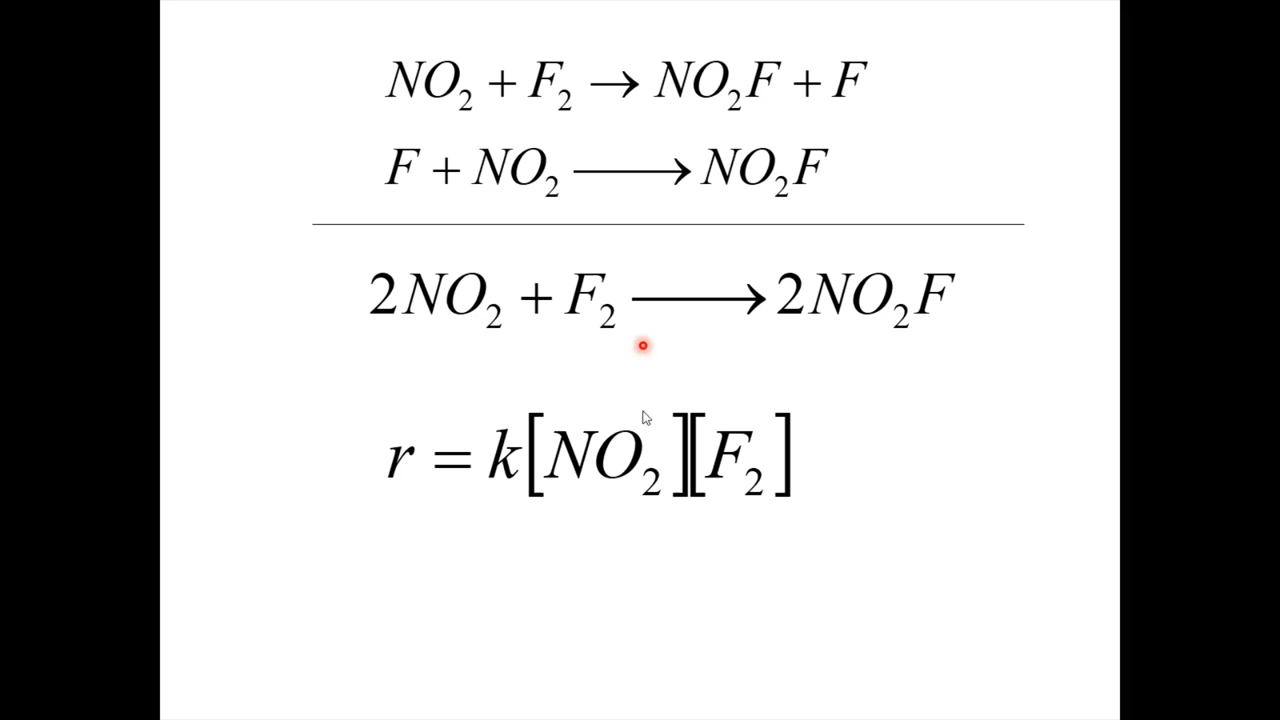 NO₂ + F₂ → NO₂F + F
F + NO₂ ⟶ NO₂F
2NO₂ + F₂ ⟶ 2NO₂F
r = k[NO₂][F₂]